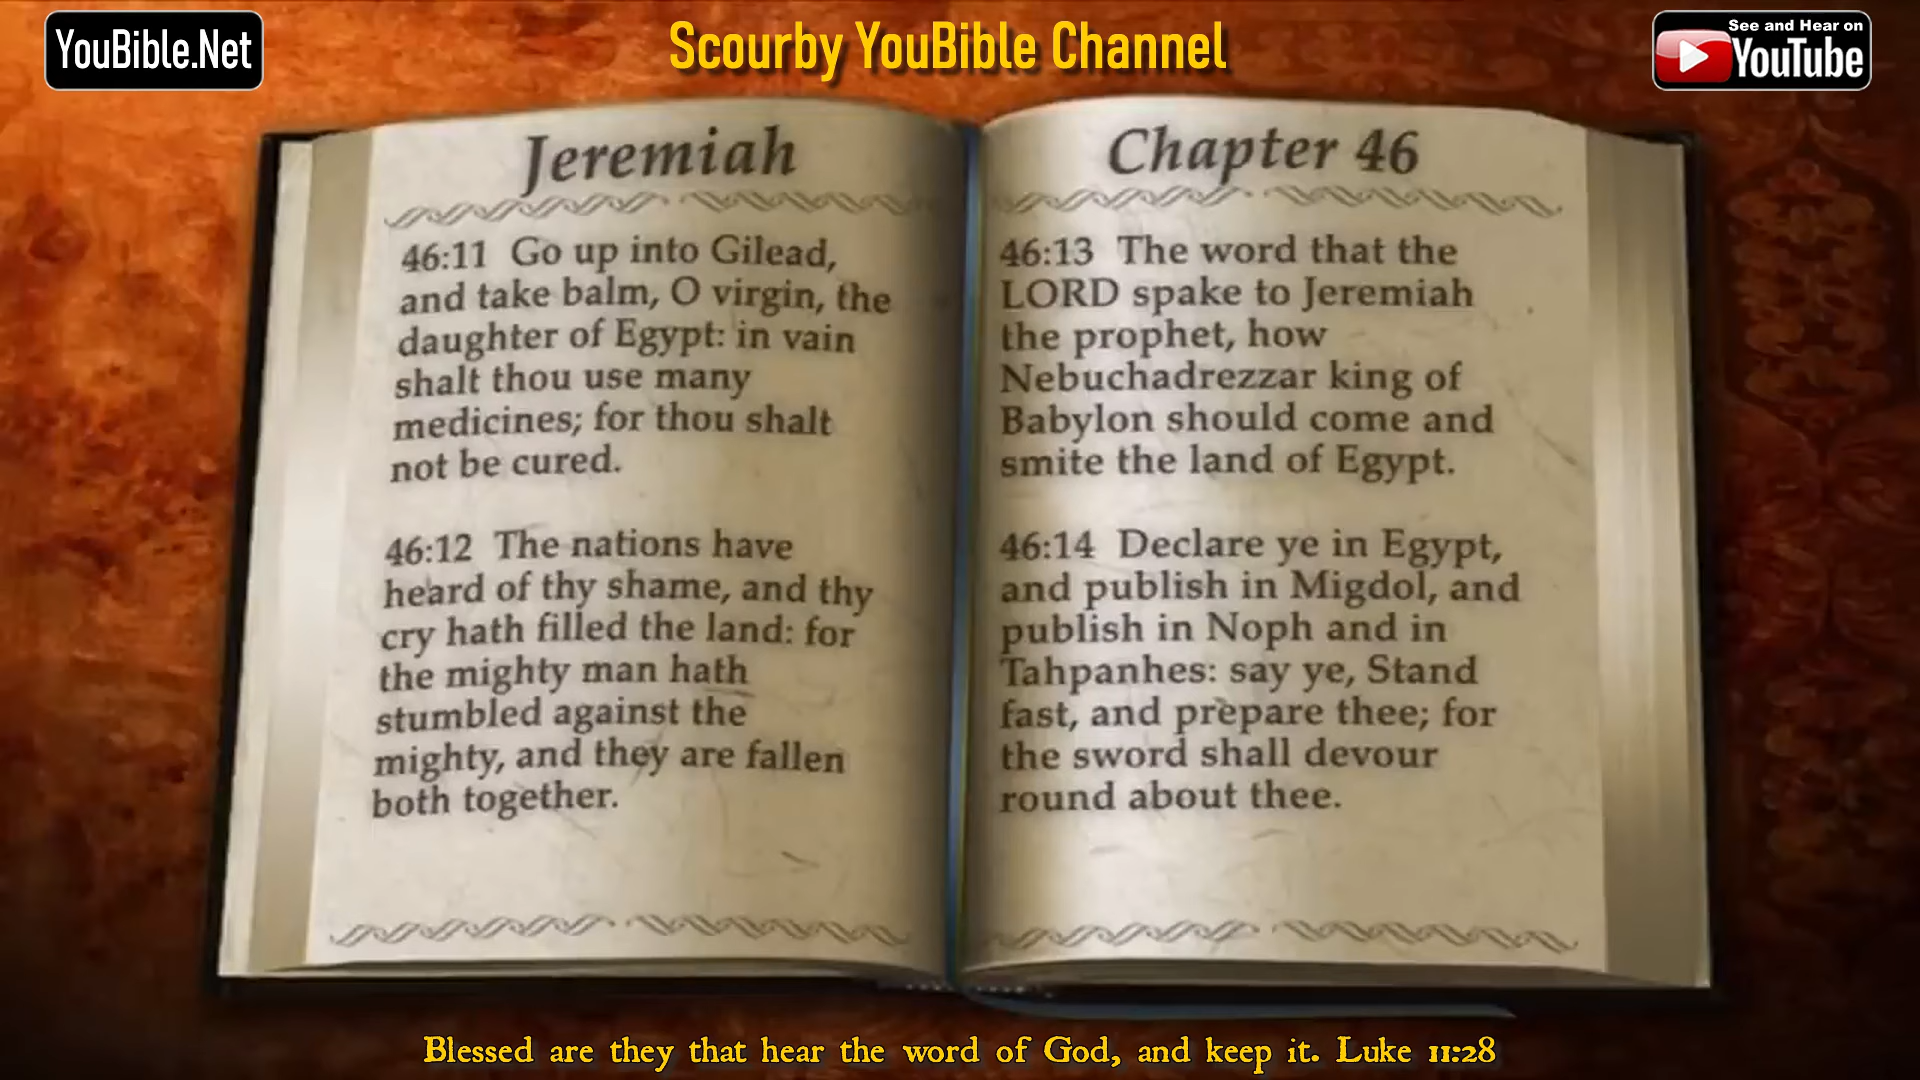 YouBible.Net
Scourby YouBible Channel
See and Hear on
YouTube
Jeremiah
46:11 Go up into Gilead,
and take balm, O virgin, the
daughter of Egypt: in vain
shalt thou use many
medicines; for thou shalt
not be cured.
46:12 The nations have
heard of thy shame, and thy
cry hath filled the land: for
the mighty man hath
stumbled against the
mighty, and they are fallen
both together.
Chapter 46
46:13 The word that the
LORD spake to Jeremiah
the prophet, how
Nebuchadrezzar king of
Babylon should come and
smite the land of Egypt.
46:14 Declare ye in Egypt,
and publish in Migdol, and
publish in Noph and in
Tahpanhes: say ye, Stand
fast, and prepare thee; for
the sword shall devour
round about thee.
Blessed are they that hear the word of God, and keep it. Luke 11:28